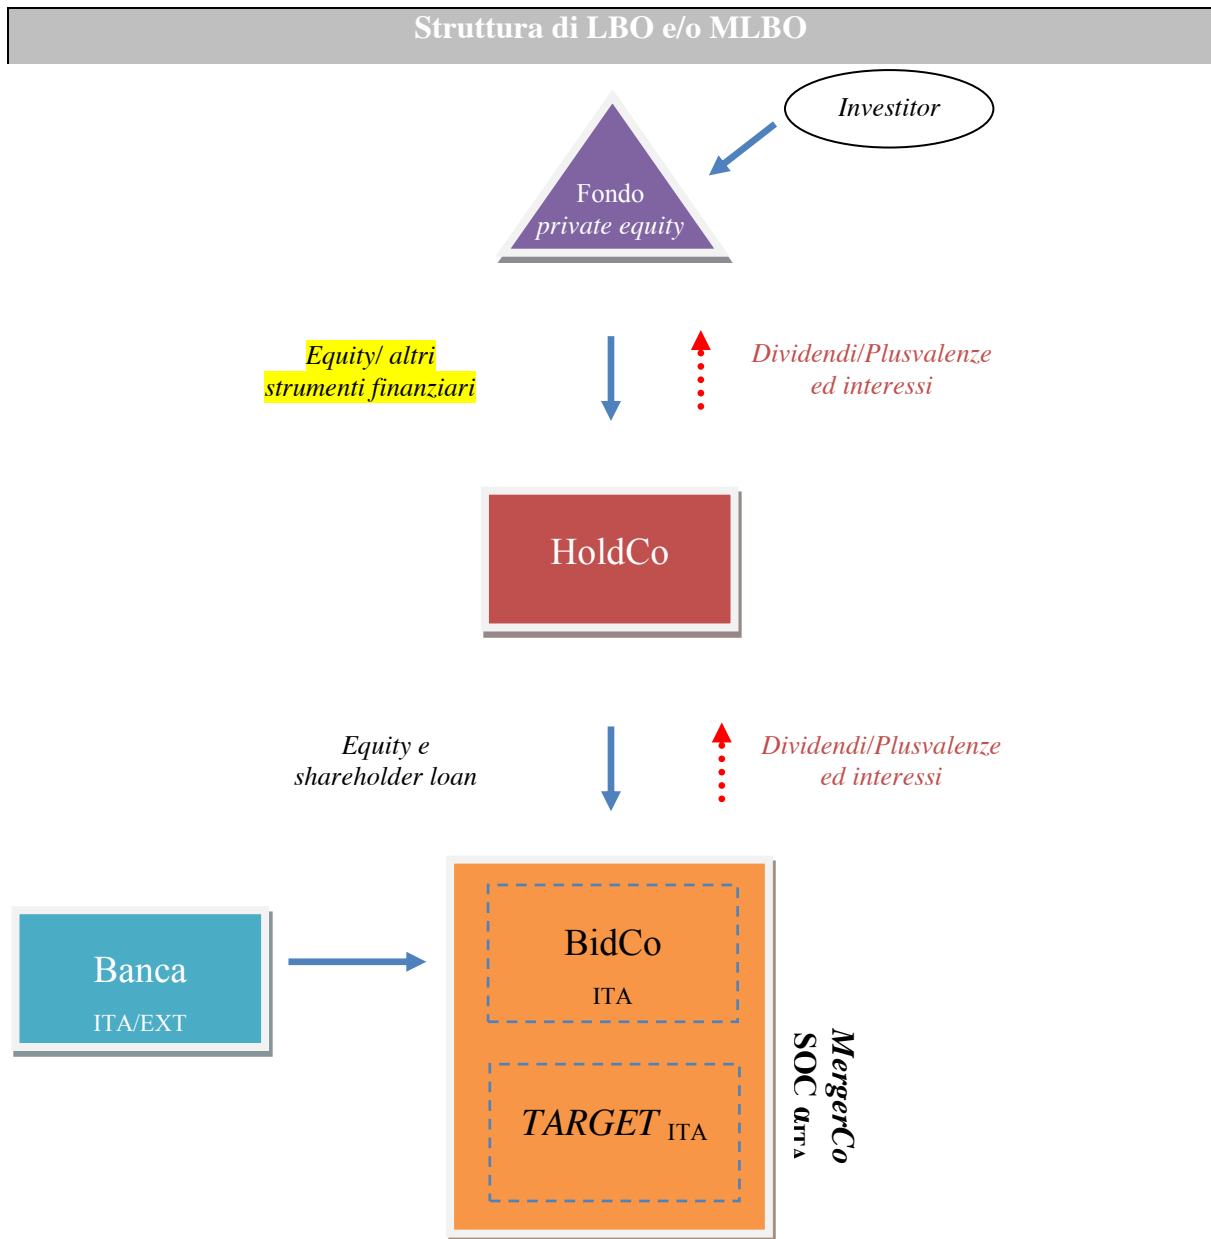 Struttura di LBO e/o MLBO
Investitor
Fondo
private equity
Equity/ altri
strumenti finanziari
Dividendi/Plusvalenze
ed interessi
HoldCo
Equity e
shareholder loan
Dividendi/Plusvalenze
ed interessi
Banca
ITA/EXT
BidCo
ITA
TARGET ITA
MergerCo
SOC αITA